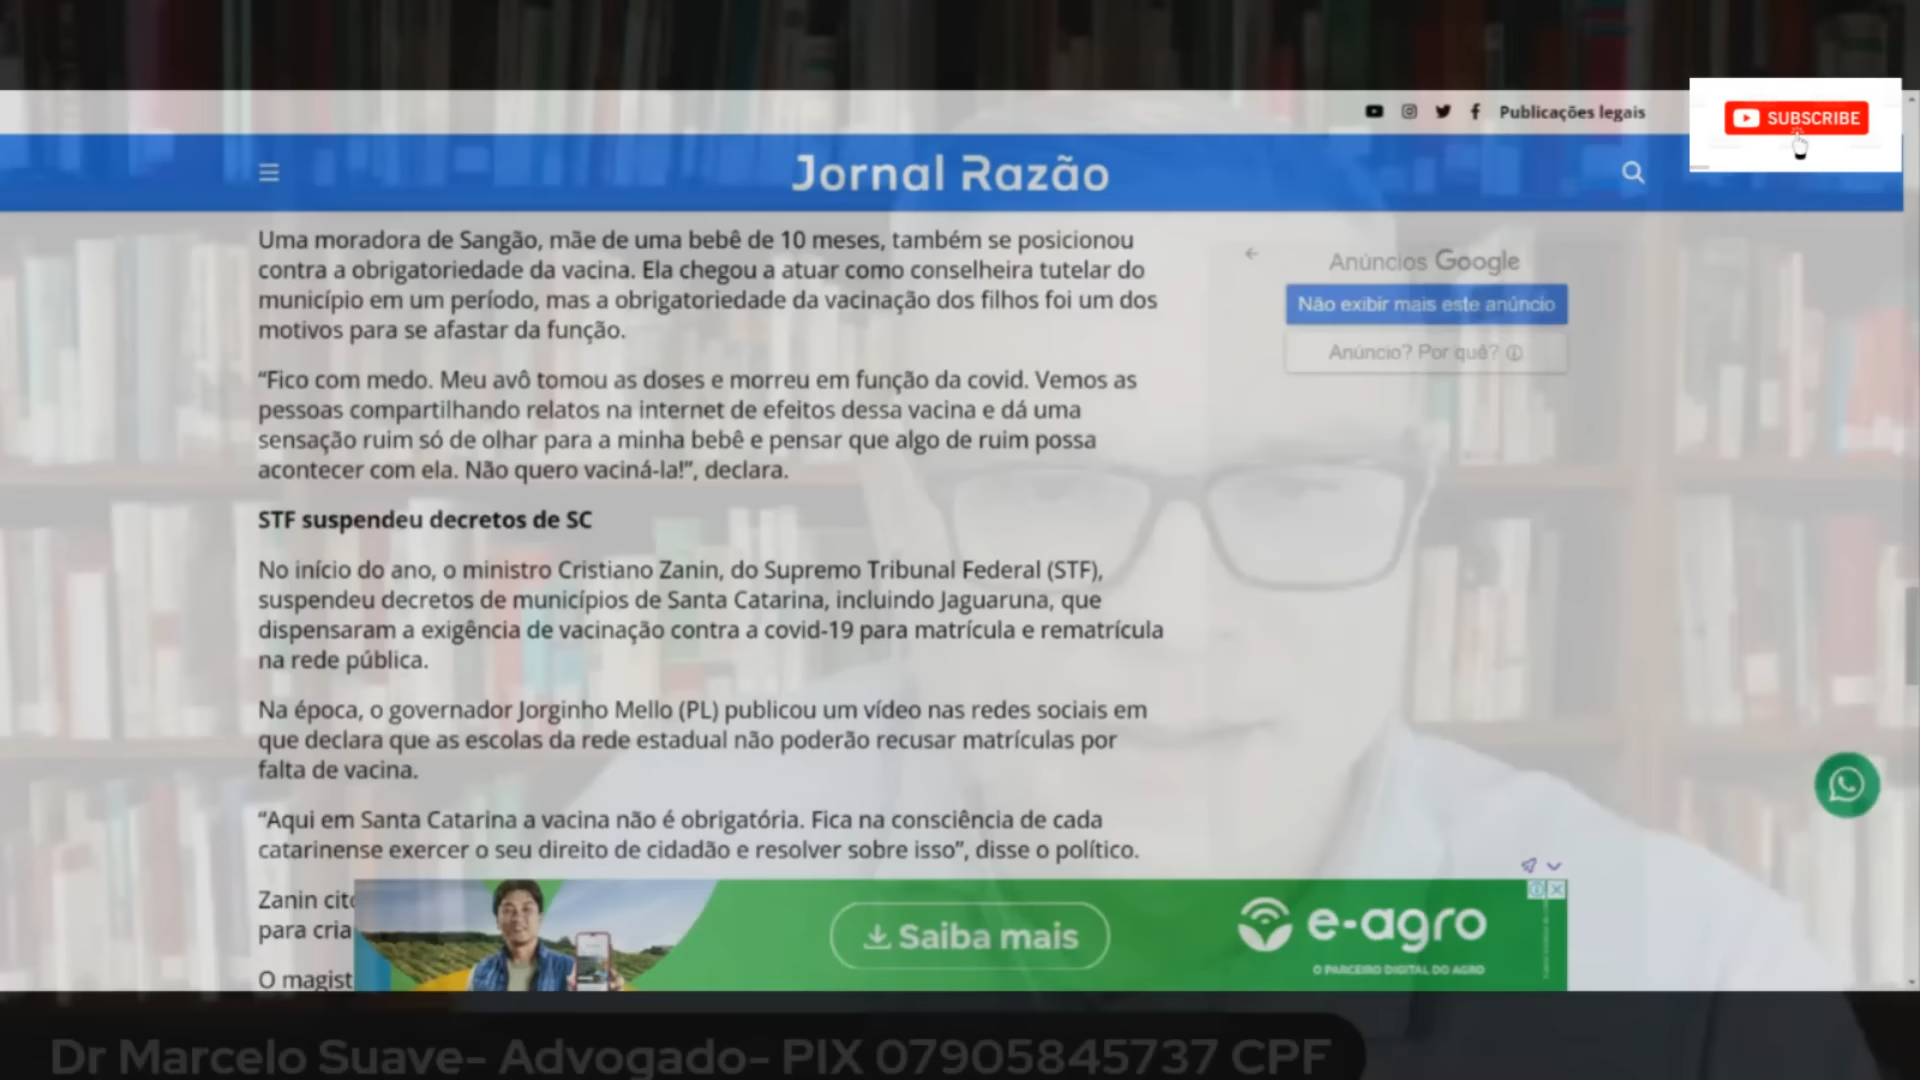 Publicações legais
SUBSCRIBE
Jornal Razão
Uma moradora de Sangão, mãe de uma bebê de 10 meses, também se posicionou
contra a obrigatoriedade da vacina. Ela chegou a atuar como conselheira tutelar do
município em um período, mas a obrigatoriedade da vacinação dos filhos foi um dos
motivos para se afastar da função.
“Fico com medo. Meu avô tomou as doses e morreu em função da covid. Vemos as
pessoas compartilhando relatos na internet de efeitos dessa vacina e dá uma
sensação ruim só de olhar para a minha bebê e pensar que algo de ruim possa
acontecer com ela. Não quero vaciná-la!”, declara.
STF suspendeu decretos de SC
No início do ano, o ministro Cristiano Zanin, do Supremo Tribunal Federal (STF),
suspendeu decretos de municípios de Santa Catarina, incluindo Jaguaruna, que
dispensaram a exigência de vacinação contra a covid-19 para matrícula e rematrícula
na rede pública.
Na época, o governador Jorginho Mello (PL) publicou um vídeo nas redes sociais em
que declara que as escolas da rede estadual não poderão recusar matrículas por
falta de vacina.
“Aqui em Santa Catarina a vacina não é obrigatória. Fica na consciência de cada
catarinense exercer o seu direito de cidadão e resolver sobre isso”, disse o político.
Zanin cit
para cria
O magist
Anúncios Google
Não exibir mais este anúncio
Anúncio? Por quê?
Saiba mais
e-agro
O PARCEIRO DIGITAL DO AGRO
Dr Marcelo Suave- Advogado- PIX 07905845737 CPF